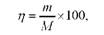 η = m/M × 100,